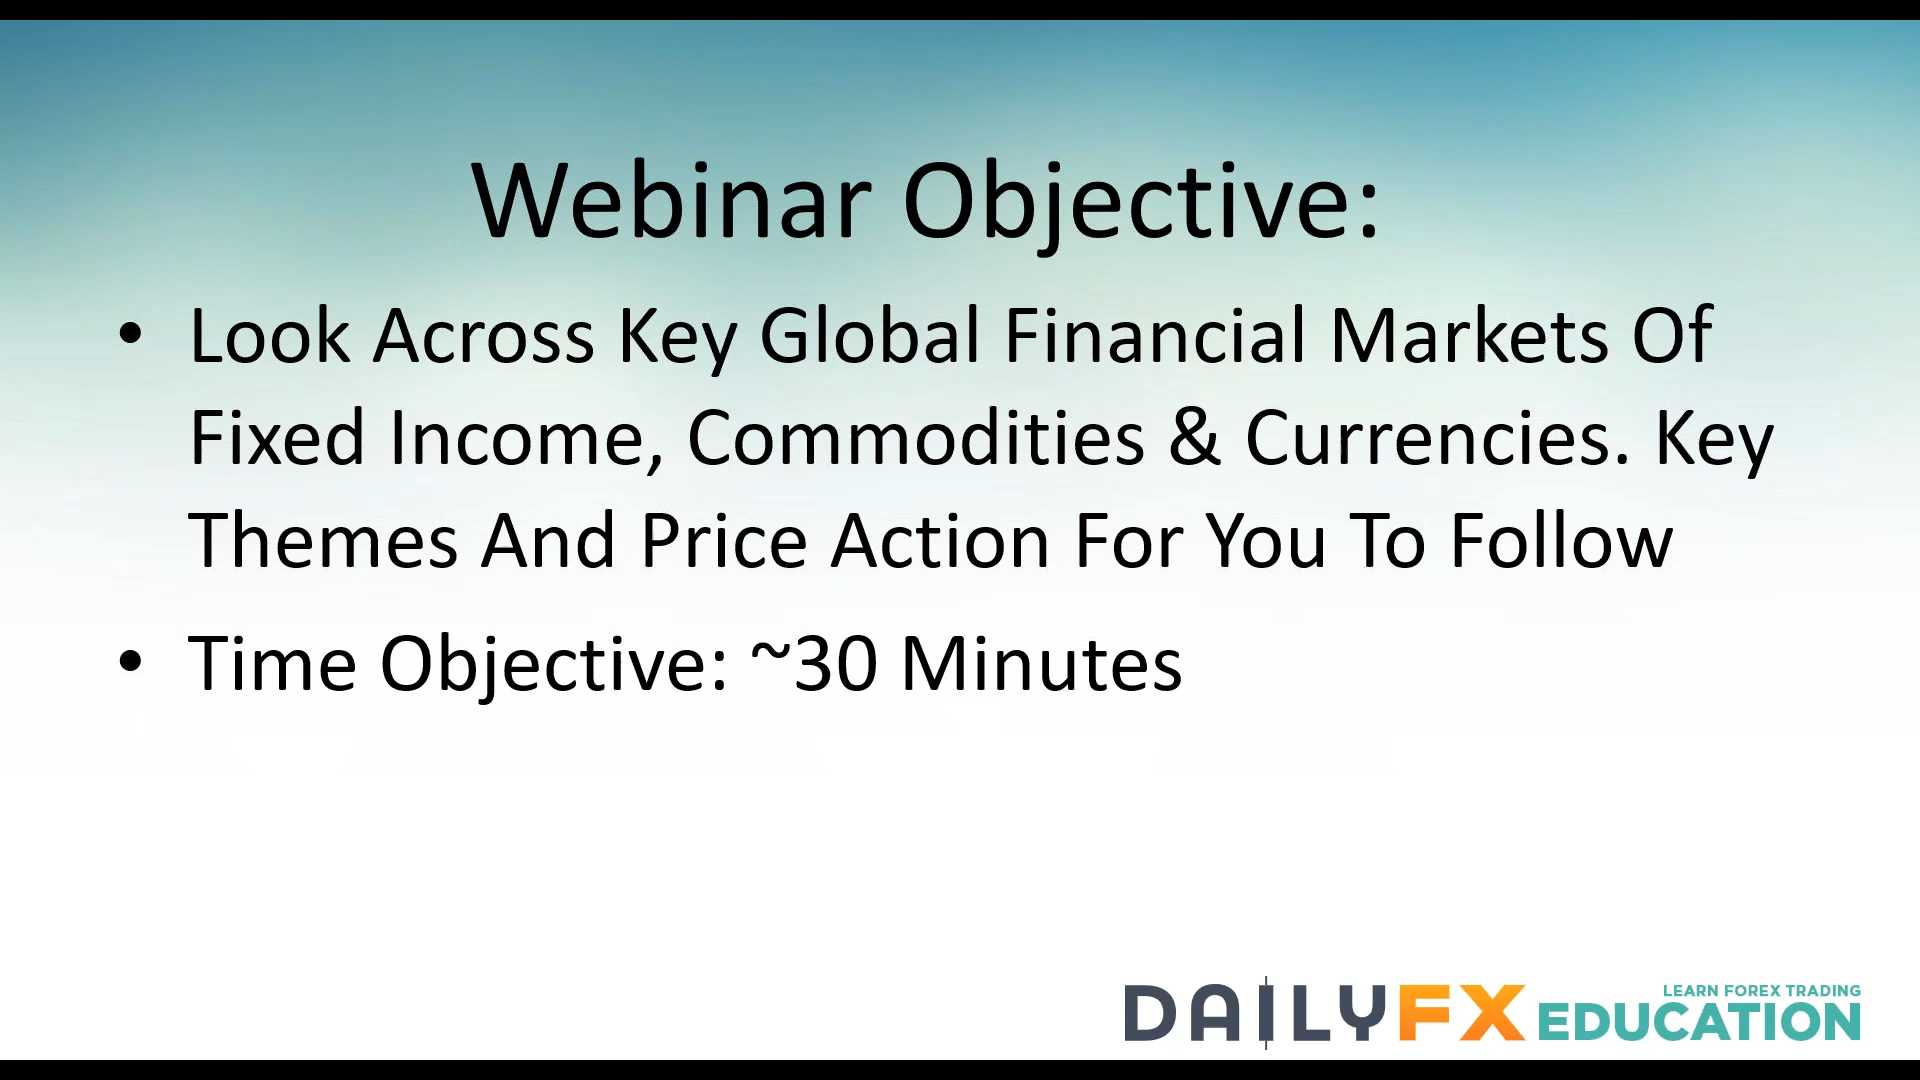 Webinar Objective:
• Look Across Key Global Financial Markets Of
Fixed Income, Commodities & Currencies. Key
Themes And Price Action For You To Follow
• Time Objective: ~30 Minutes
LEARN FOREX TRADING
DAILYFX EDUCATION